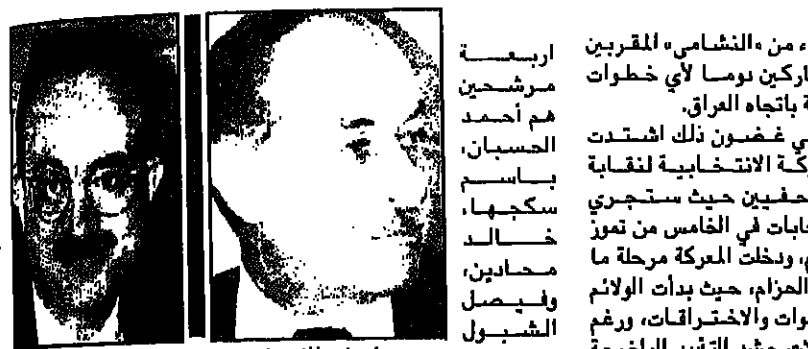 ء من «النشامى» المقربين
اركين دوما لأي خطوات
ة باتجاه العراق.
ي غضون ذلك اشتدت
ركة الانتخابية لنقابة
حفيين حيث ستجري
خابات في الخامس من تموز
م، ودخلت المعركة مرحلة ما
الحزام، حيث بدأت الولائم
وات والاختراقات، ورغم
اربعة
مرشحين
هم أحمد
الحسبان،
باسم
سكجها،
خالد
محادين،
وفيصل
الشبول